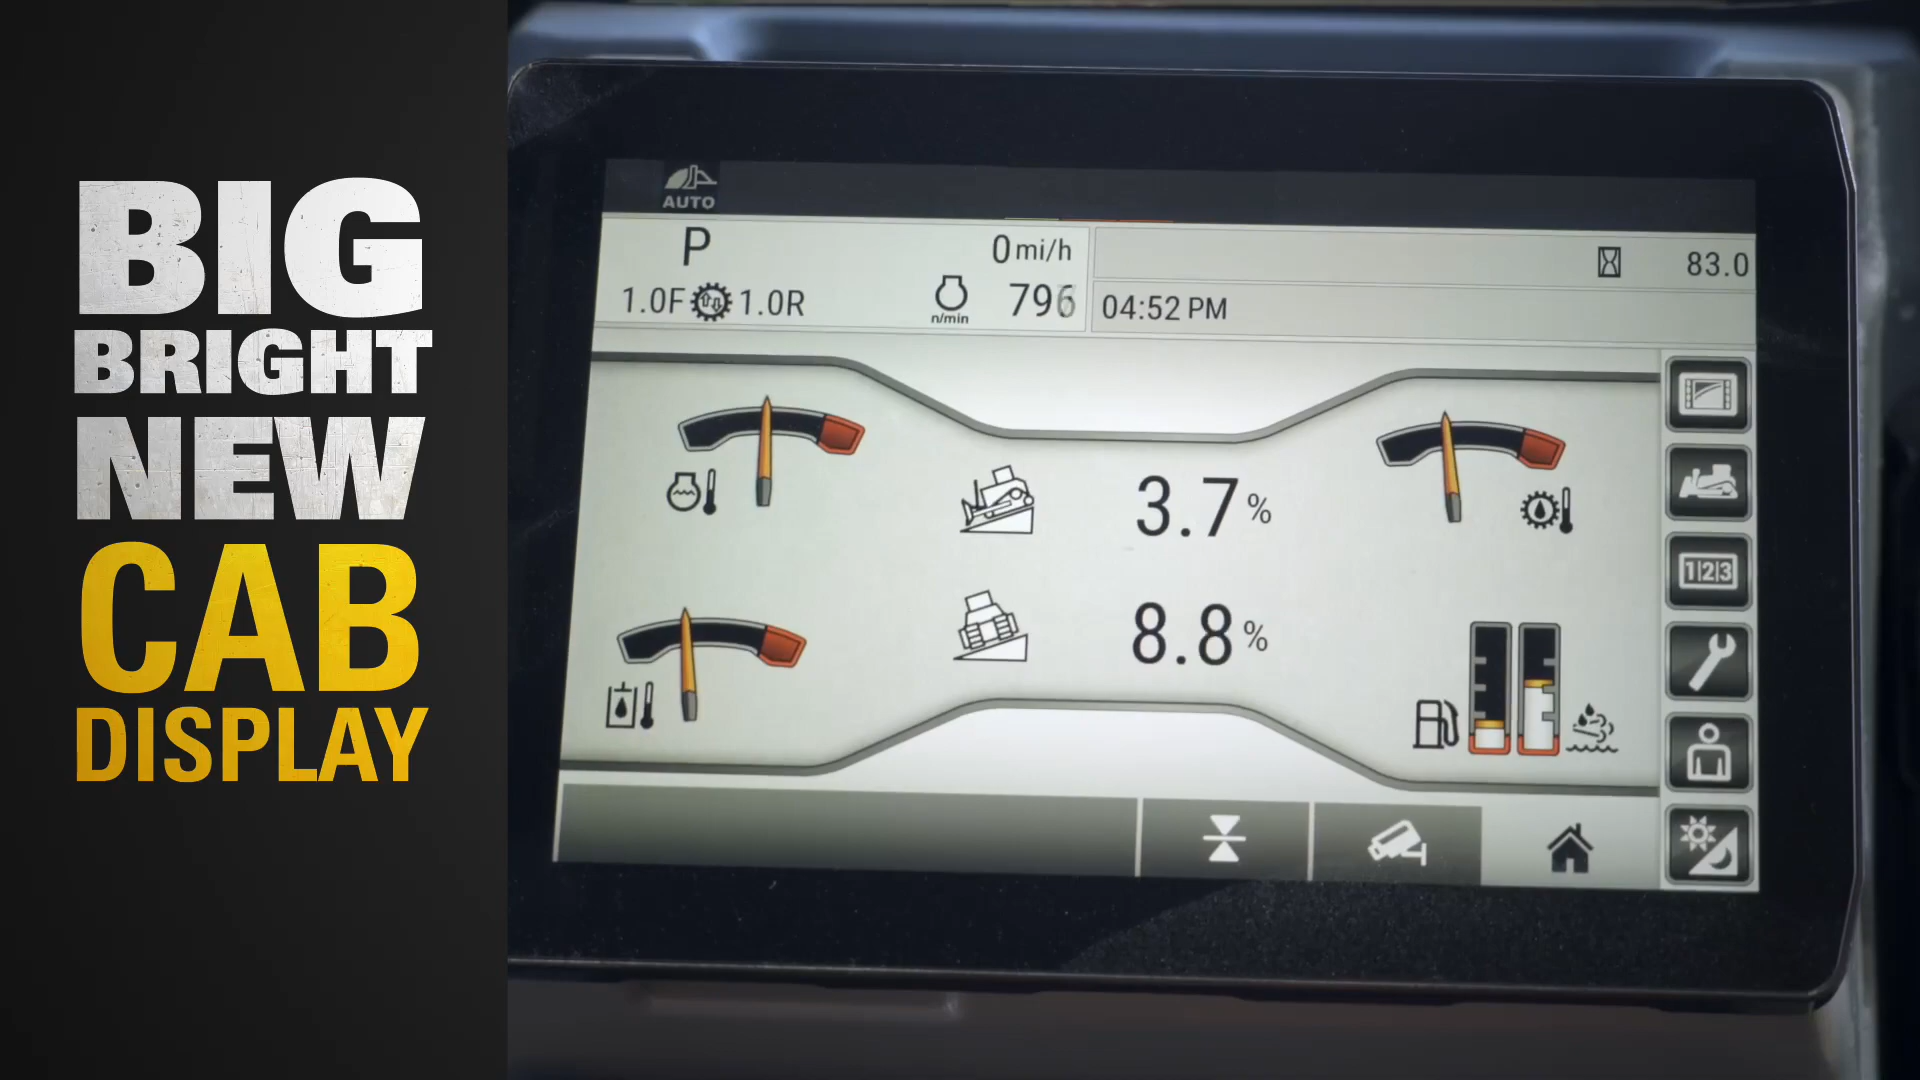 BIG
BRIGHT
NEW
CAB
DISPLAY
AUTO
P 0 mi/h 83.0
1.0F 1.0R n/min 796 04:52 PM
3.7 %
1|2|3
8.8 %